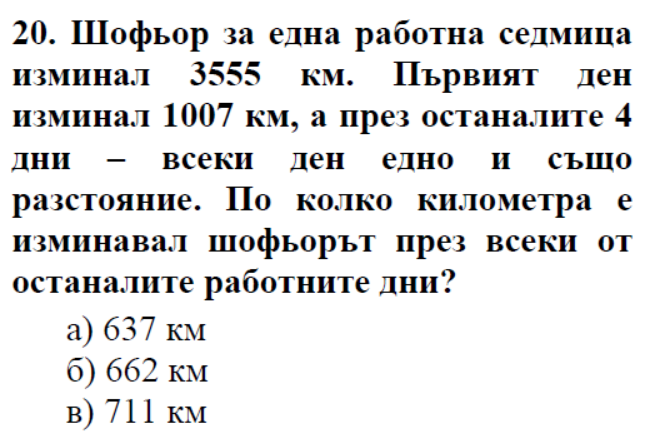 20. Шофьор за една работна седмица
изминал 3555 км. Първият ден
изминал 1007 км, а през останалите 4
дни – всеки ден едно и също
разстояние. По колко километра е
изминавал шофьорът през всеки от
останалите работните дни?
а) 637 км
б) 662 км
в) 711 км